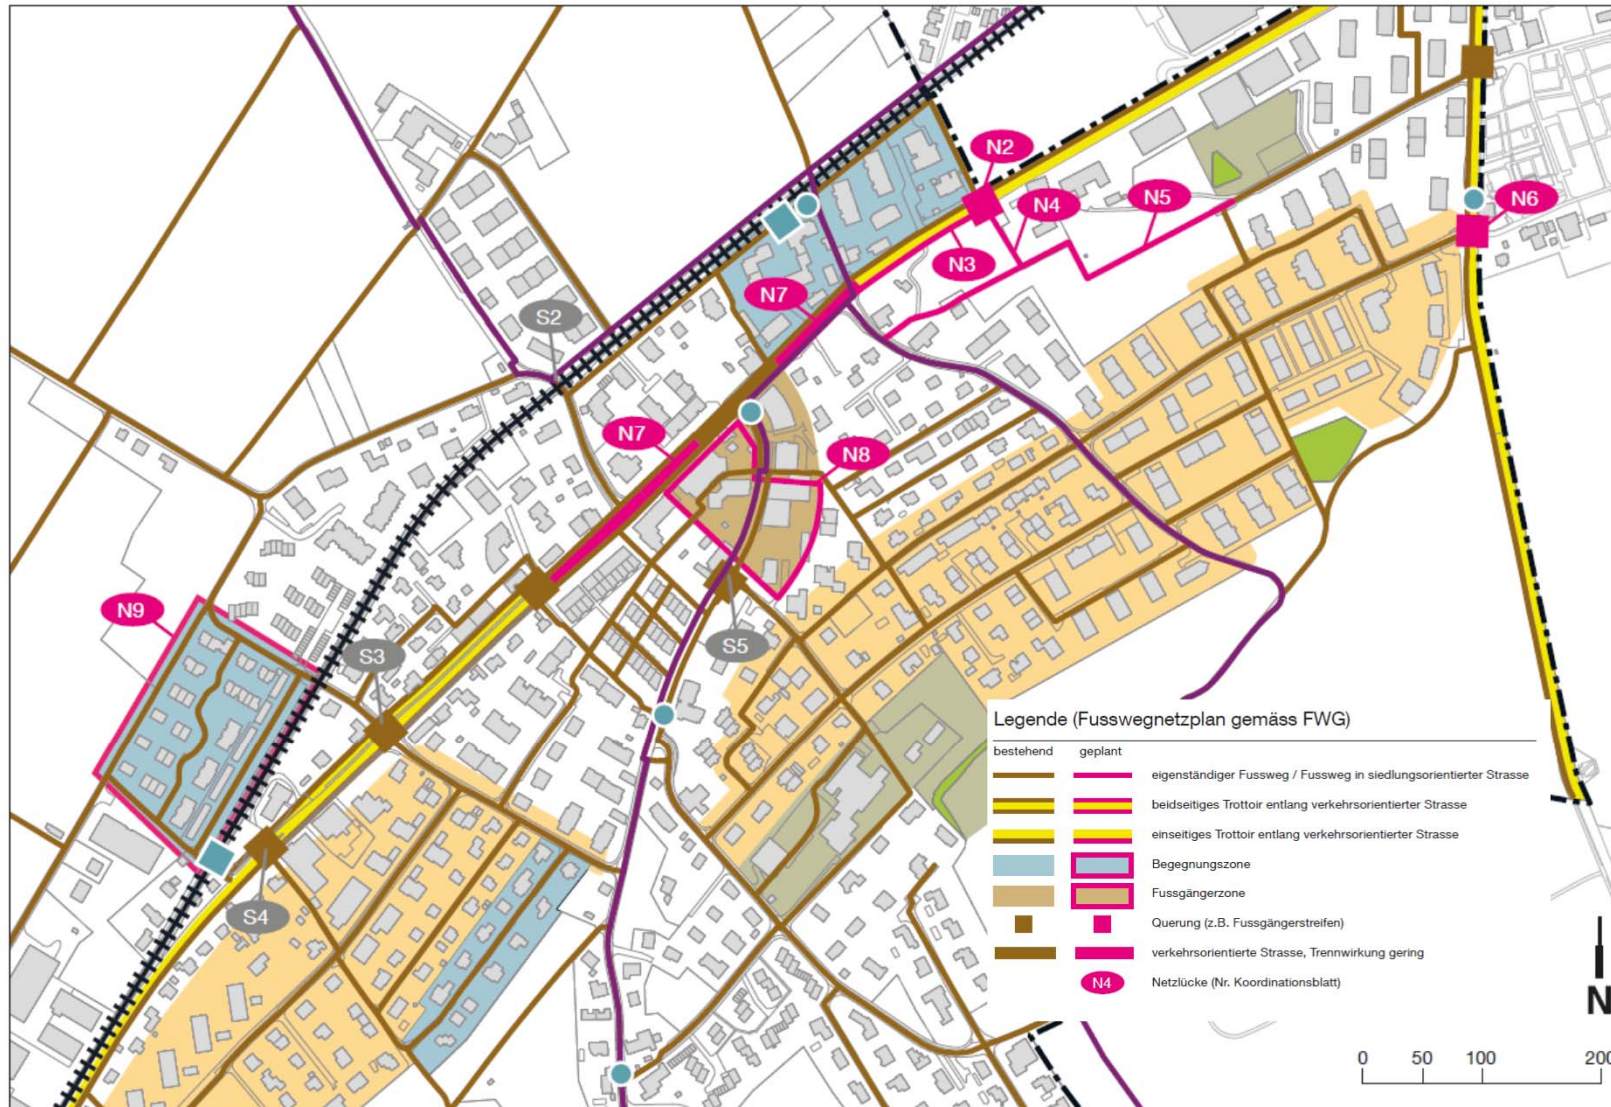 N2
N4
N5
N6
N3
N7
S2
N7
N8
N9
S3
S5
S4
Legende (Fusswegnetzplan gemäss FWG)
bestehend geplant
eigenständiger Fussweg / Fussweg in siedlungsorientierter Strasse
beidseitiges Trottoir entlang verkehrsorientierter Strasse
einseitiges Trottoir entlang verkehrsorientierter Strasse
Begegnungszone
Fussgängerzone
Querung (z.B. Fussgängerstreifen)
verkehrsorientierte Strasse, Trennwirkung gering
N4 Netzlücke (Nr. Koordinationsblatt)
N
0 50 100 200